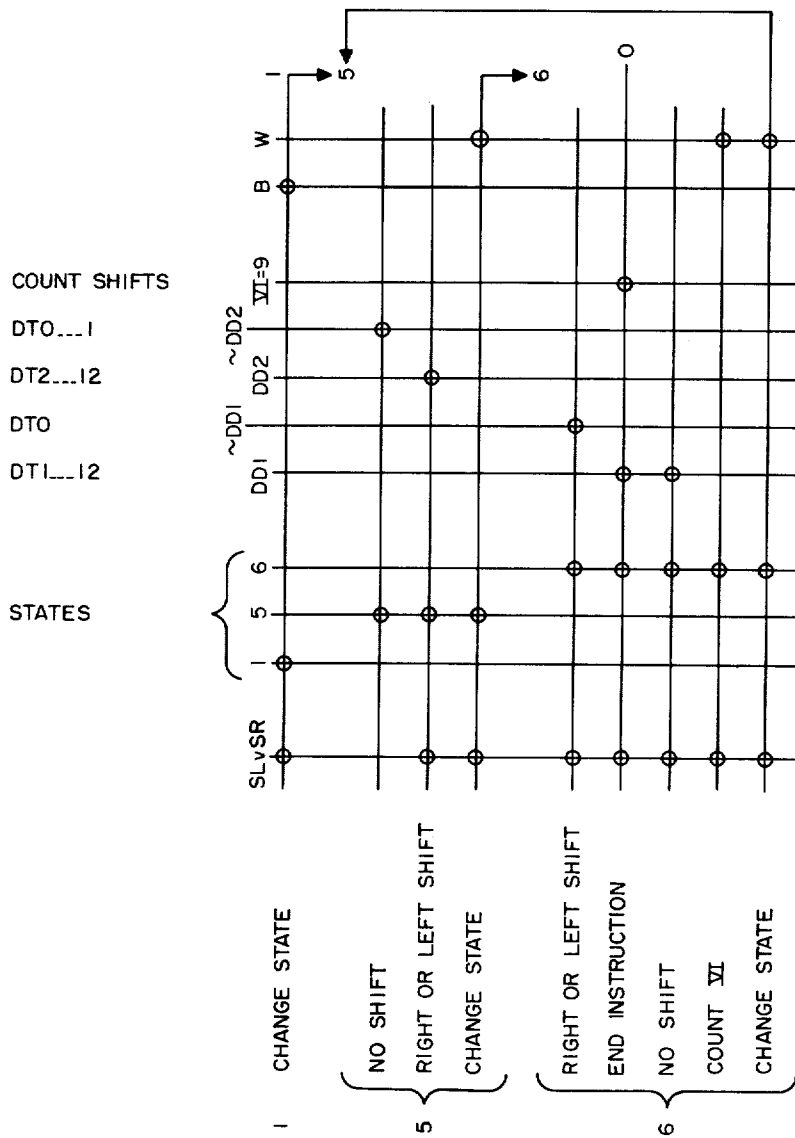 COUNT SHIFTS
DT0---1
DT2---12
DT0
DT1---12
STATES
SLvSR
1
5
6
DD1
~DD1
DD2
~DD2
VI=9
B
W
1
5
6
0
1
CHANGE STATE
5
NO SHIFT
RIGHT OR LEFT SHIFT
CHANGE STATE
6
RIGHT OR LEFT SHIFT
END INSTRUCTION
NO SHIFT
COUNT VI
CHANGE STATE